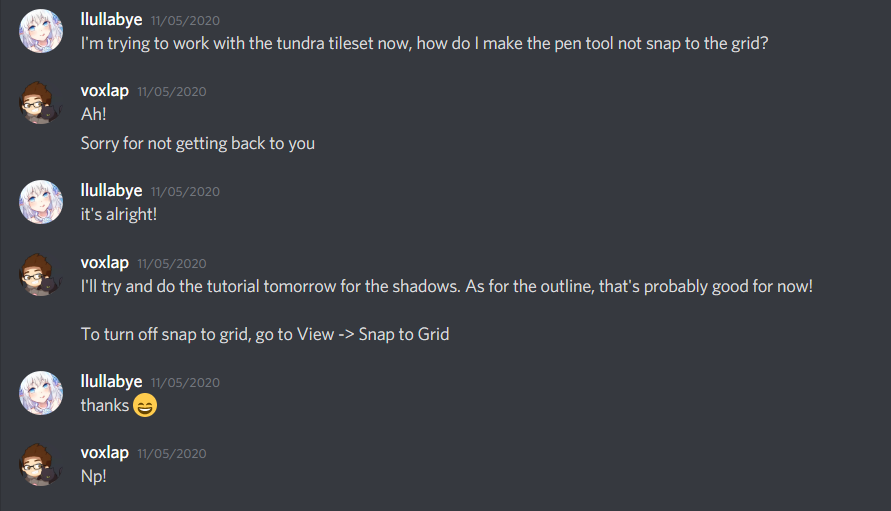 llullabye 11/05/2020
I'm trying to work with the tundra tileset now, how do I make the pen tool not snap to the grid?
voxlap 11/05/2020
Ah!
Sorry for not getting back to you
llullabye 11/05/2020
it's alright!
voxlap 11/05/2020
I'll try and do the tutorial tomorrow for the shadows. As for the outline, that's probably good for now!
To turn off snap to grid, go to View -> Snap to Grid
llullabye 11/05/2020
thanks 😄
voxlap 11/05/2020
Np!